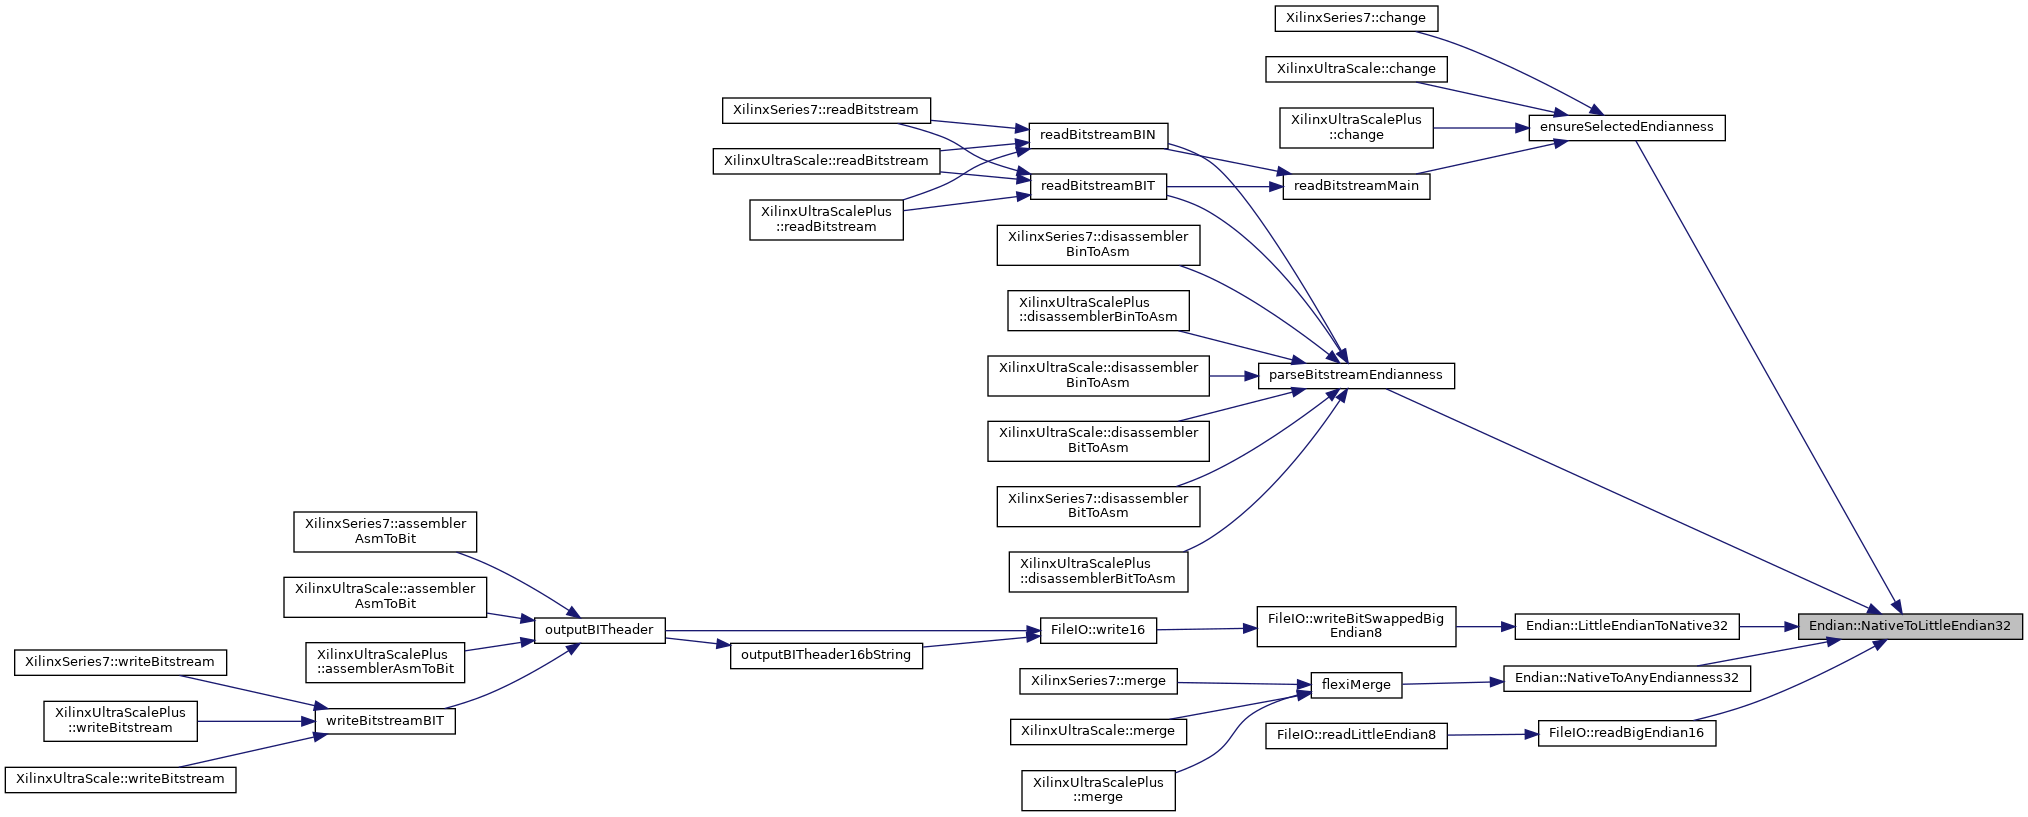 XilinxSeries7::change
XilinxUltraScale::change
XilinxUltraScalePlus
::change
ensureSelectedEndianness
XilinxSeries7::readBitstream
XilinxUltraScale::readBitstream
XilinxUltraScalePlus
::readBitstream
readBitstreamBIN
readBitstreamBIT
readBitstreamMain
XilinxSeries7::disassembler
BinToAsm
XilinxUltraScalePlus
::disassemblerBinToAsm
XilinxUltraScale::disassembler
BinToAsm
XilinxUltraScale::disassembler
BitToAsm
XilinxSeries7::disassembler
BitToAsm
XilinxUltraScalePlus
::disassemblerBitToAsm
parseBitstreamEndianness
XilinxSeries7::assembler
AsmToBit
XilinxUltraScale::assembler
AsmToBit
XilinxUltraScalePlus
::assemblerAsmToBit
XilinxSeries7::writeBitstream
XilinxUltraScalePlus
::writeBitstream
XilinxUltraScale::writeBitstream
writeBitstreamBIT
outputBITheader
outputBITheader16bString
FileIO::write16
FileIO::writeBitSwappedBig
Endian8
Endian::LittleEndianToNative32
Endian::NativeToLittleEndian32
XilinxSeries7::merge
XilinxUltraScale::merge
XilinxUltraScalePlus
::merge
flexiMerge
Endian::NativeToAnyEndianness32
FileIO::readLittleEndian8
FileIO::readBigEndian16